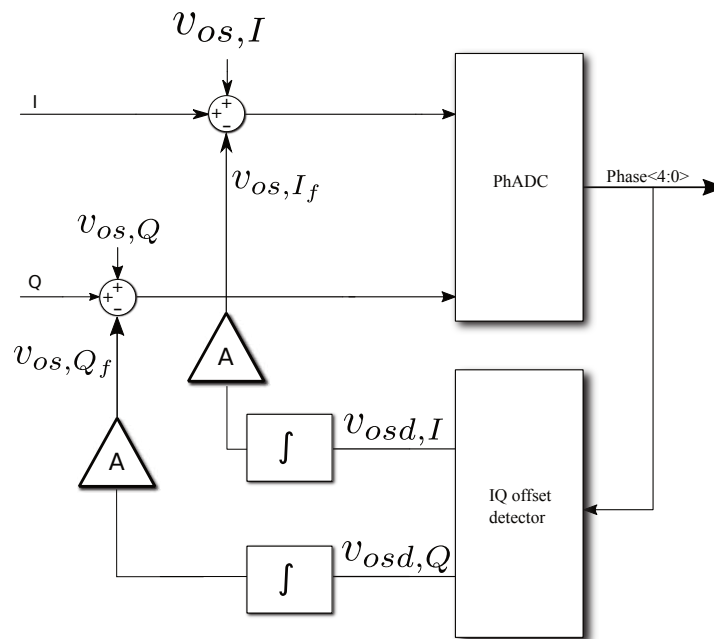 v_{os,I}
I
+
+
−
PhADC
Phase<4:0>
v_{os,I_f}
v_{os,Q}
Q
+
+
−
v_{os,Q_f}
A
A
∫
v_{osd,I}
IQ offset
detector
∫
v_{osd,Q}